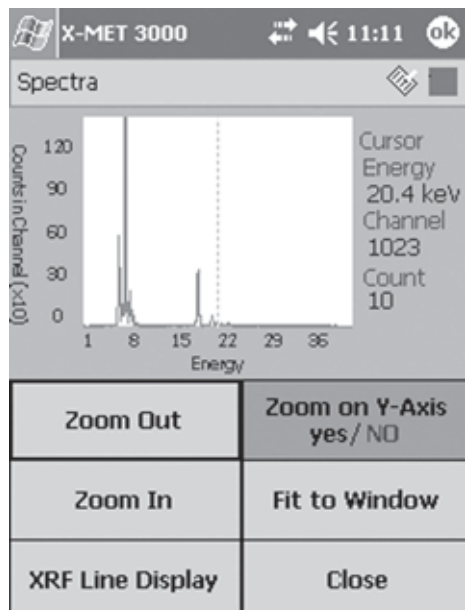 X-MET 3000
11:11
ok
Spectra
Counts in Channel (x10)
120
90
60
30
0
1 8 15 22 29 36
Energy
Cursor
Energy
20.4 keV
Channel
1023
Count
10
Zoom Out
Zoom on Y-Axis
yes/NO
Zoom In
Fit to Window
XRF Line Display
Close